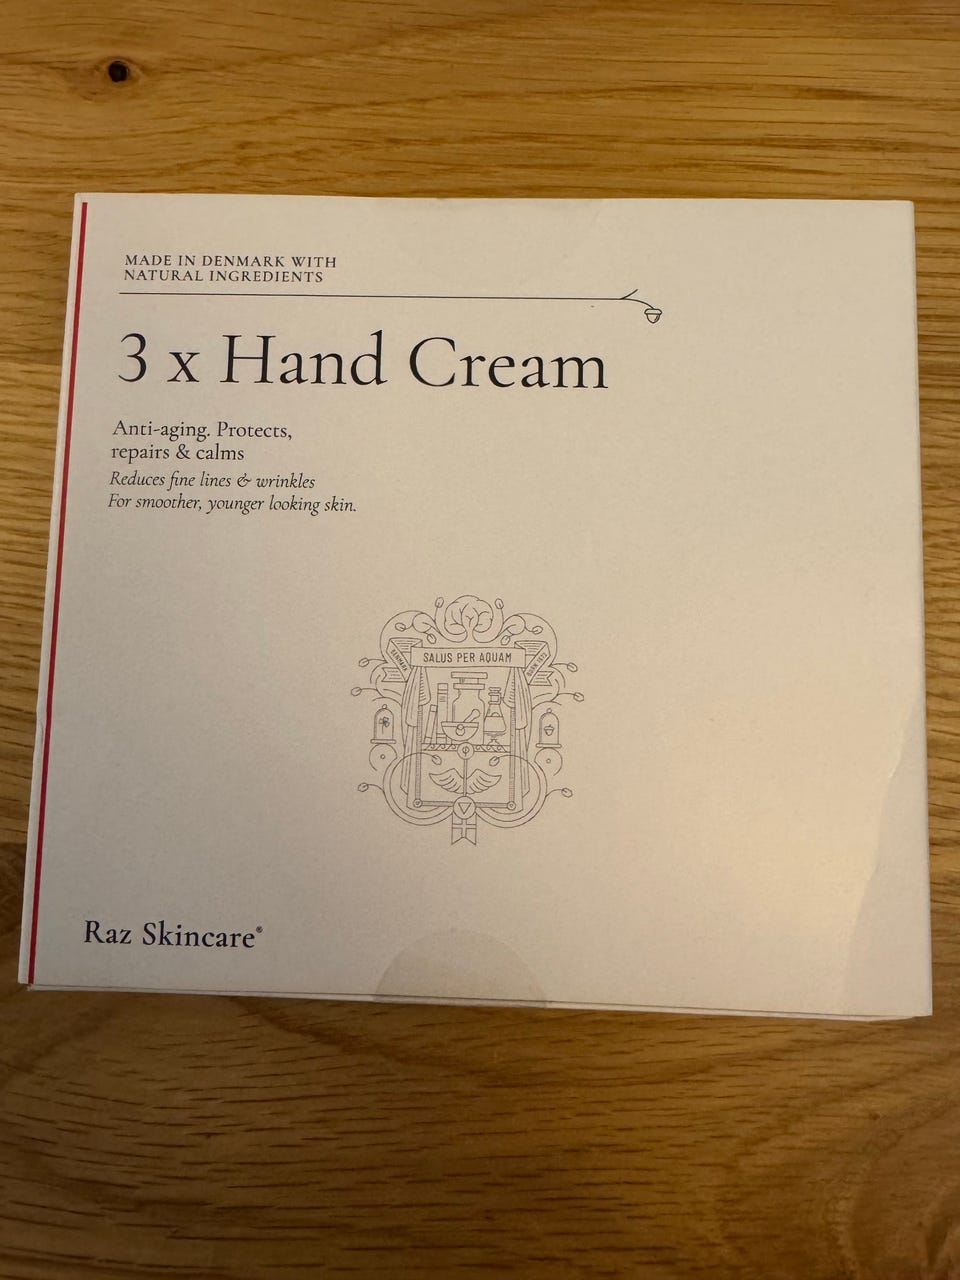 MADE IN DENMARK WITH
NATURAL INGREDIENTS
3 x Hand Cream
Anti-aging. Protects,
repairs & calms
Reduces fine lines & wrinkles
For smoother, younger looking skin.
SALUS PER AQUAM
DENMARK
Raz Skincare®